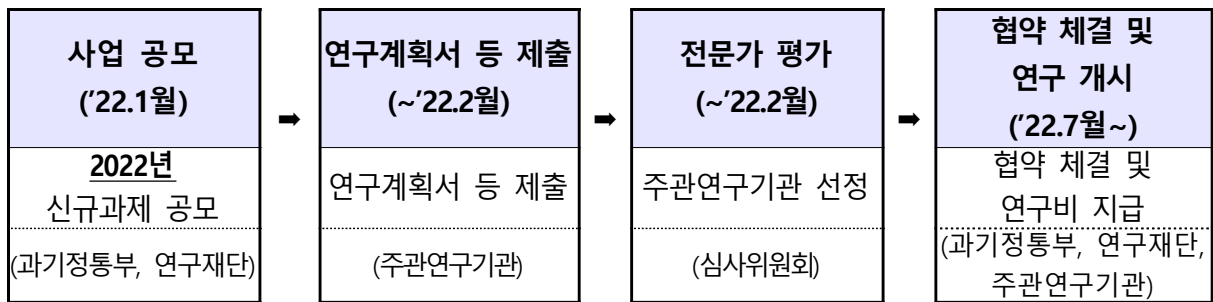 사업 공모
('22.1월)
2022년
신규과제 공모
(과기정통부, 연구재단)
➡
연구계획서 등 제출
(~'22.2월)
연구계획서 등 제출
(주관연구기관)
➡
전문가 평가
(~'22.2월)
주관연구기관 선정
(심사위원회)
➡
협약 체결 및
연구 개시
('22.7월~)
협약 체결 및
연구비 지급
(과기정통부, 연구재단,
주관연구기관)